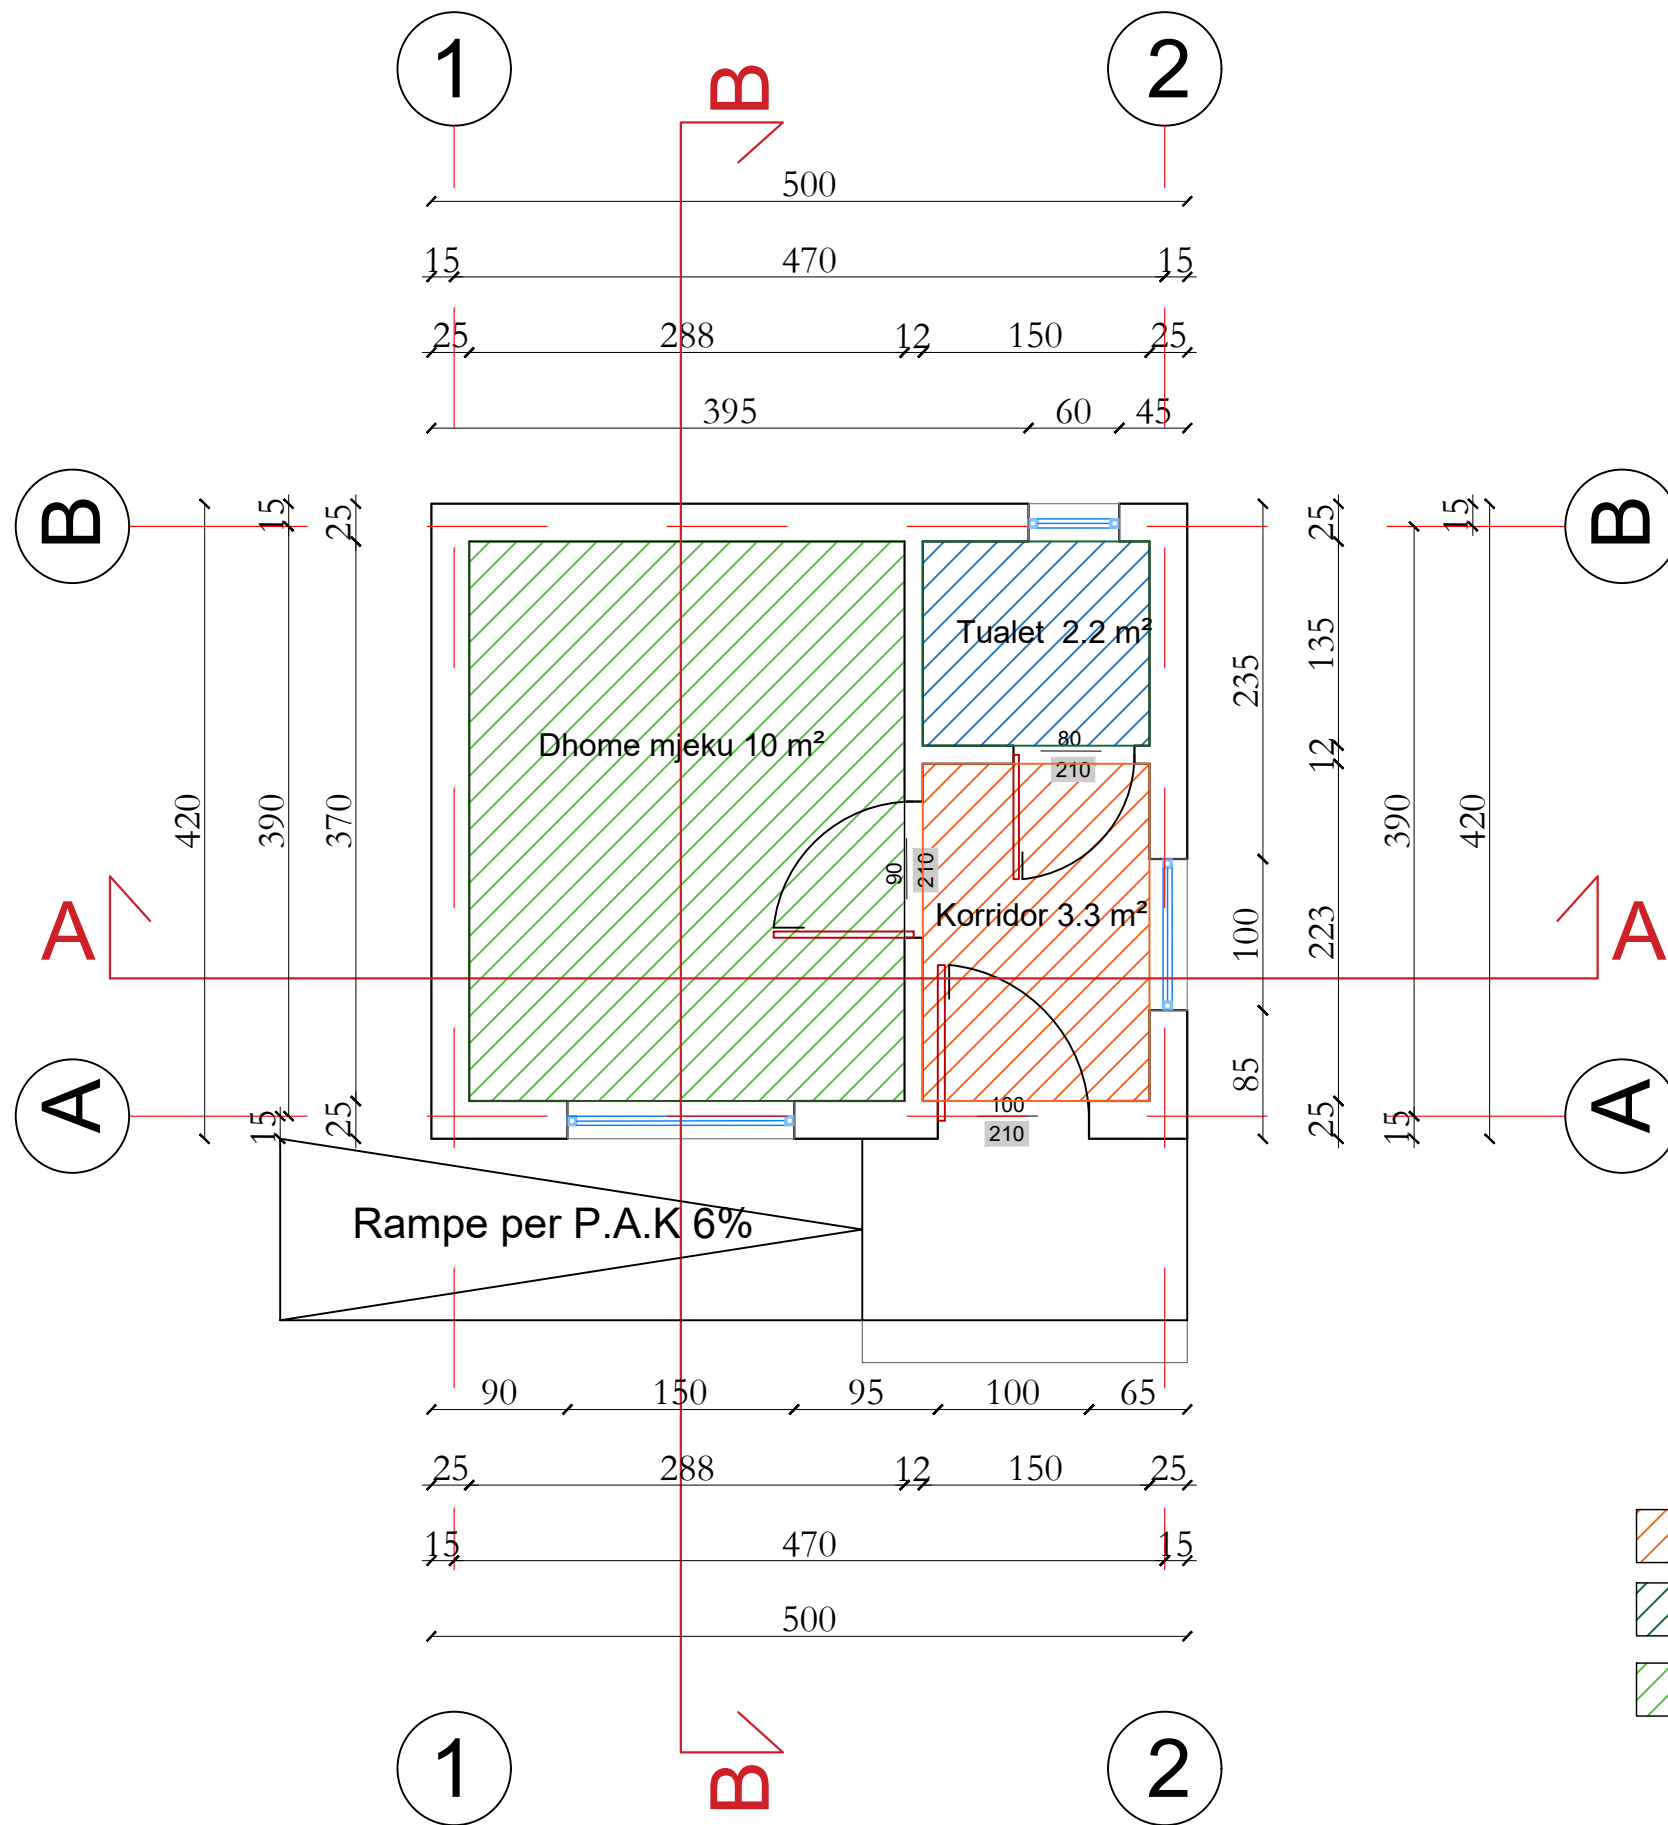 1 2
B
500
15 470 15
25 288 12 150 25
395 60 45
B B
15 25 25 15
Tualet 2.2 m²
135
235
Dhome mjeku 10 m²
80
210
12
420 390 370
390 420
90
210
Korridor 3.3 m²
100 223
A A
85
A A
15 25 25 15
100
210
Rampe per P.A.K 6%
90 150 95 100 65
25 288 12 150 25
15 470 15
500
1 2
B